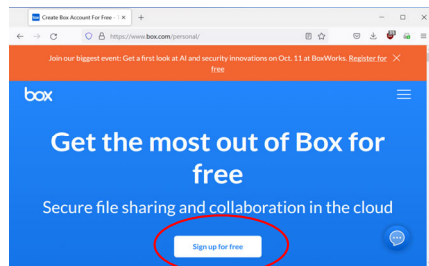 Create Box Account For Free -
https://www.box.com/personal/
Join our biggest event: Get a first look at AI and security innovations on Oct. 11 at BoxWorks. Register for
free
box
Get the most out of Box for
free
Secure file sharing and collaboration in the cloud
Sign up for free